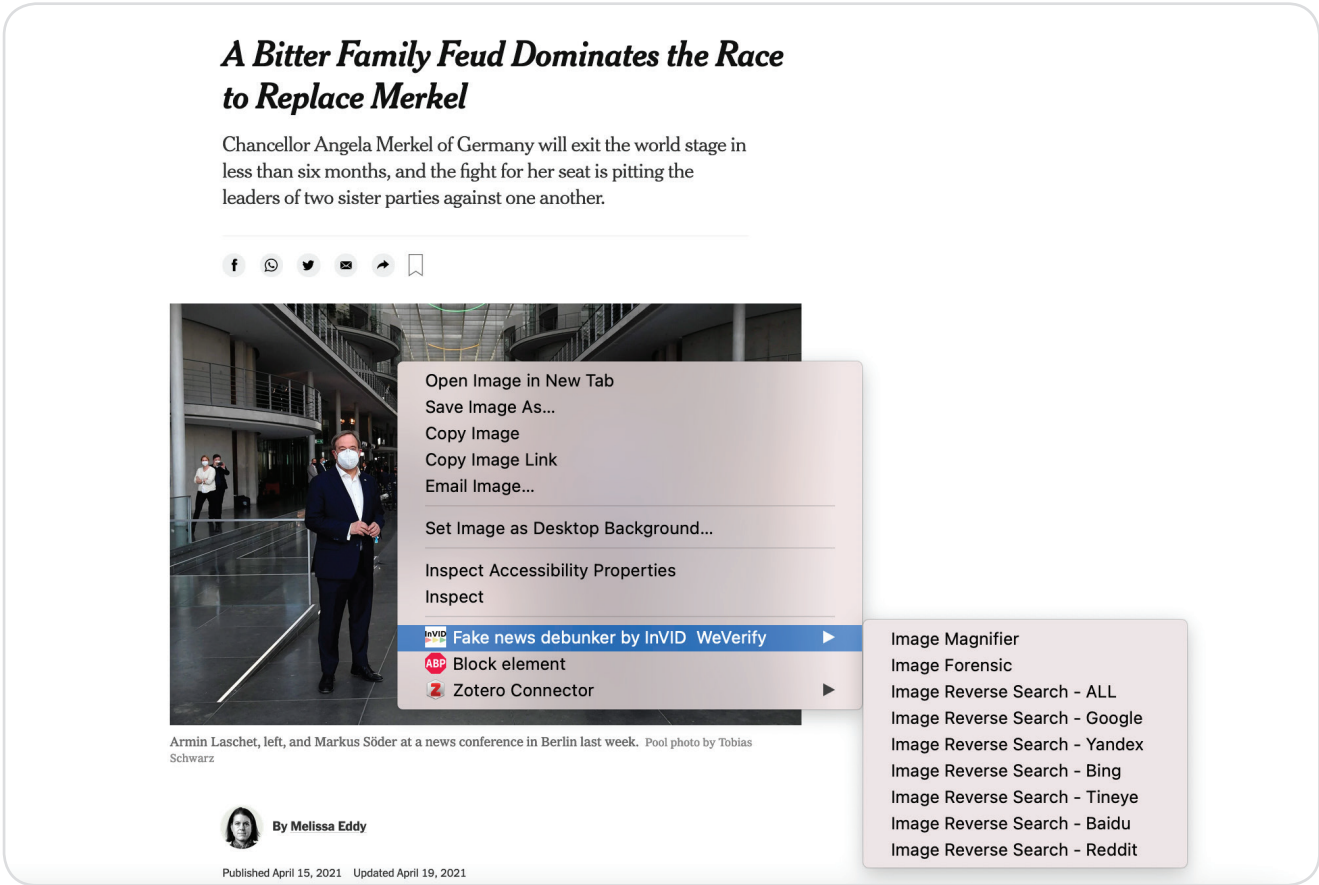 A Bitter Family Feud Dominates the Race
to Replace Merkel
Chancellor Angela Merkel of Germany will exit the world stage in
less than six months, and the fight for her seat is pitting the
leaders of two sister parties against one another.
Open Image in New Tab
Save Image As...
Copy Image
Copy Image Link
Email Image...
Set Image as Desktop Background...
Inspect Accessibility Properties
Inspect
InVID Fake news debunker by InVID WeVerify
ABP Block element
Z Zotero Connector
Image Magnifier
Image Forensic
Image Reverse Search - ALL
Image Reverse Search - Google
Image Reverse Search - Yandex
Image Reverse Search - Bing
Image Reverse Search - Tineye
Image Reverse Search - Baidu
Image Reverse Search - Reddit
Armin Laschet, left, and Markus Söder at a news conference in Berlin last week. Pool photo by Tobias
Schwarz
By Melissa Eddy
Published April 15, 2021 Updated April 19, 2021